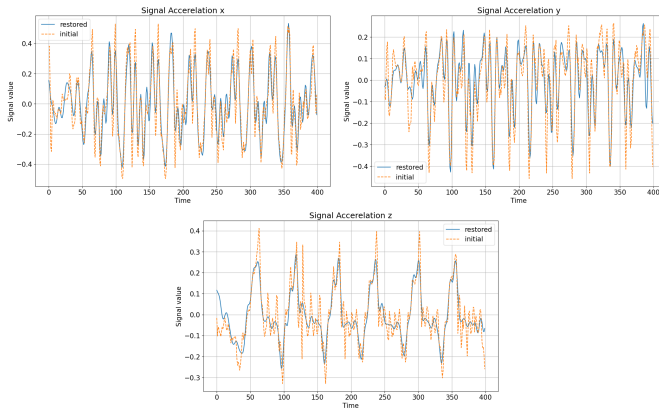 Signal Accerelation x
restored
initial
Signal value
0.4
0.2
0.0
−0.2
−0.4
0 50 100 150 200 250 300 350 400
Time
Signal Accerelation y
Signal value
0.2
0.1
0.0
−0.1
−0.2
−0.3
−0.4
restored
initial
0 50 100 150 200 250 300 350 400
Time
Signal Accerelation z
restored
initial
Signal value
0.4
0.3
0.2
0.1
0.0
−0.1
−0.2
−0.3
0 50 100 150 200 250 300 350 400
Time